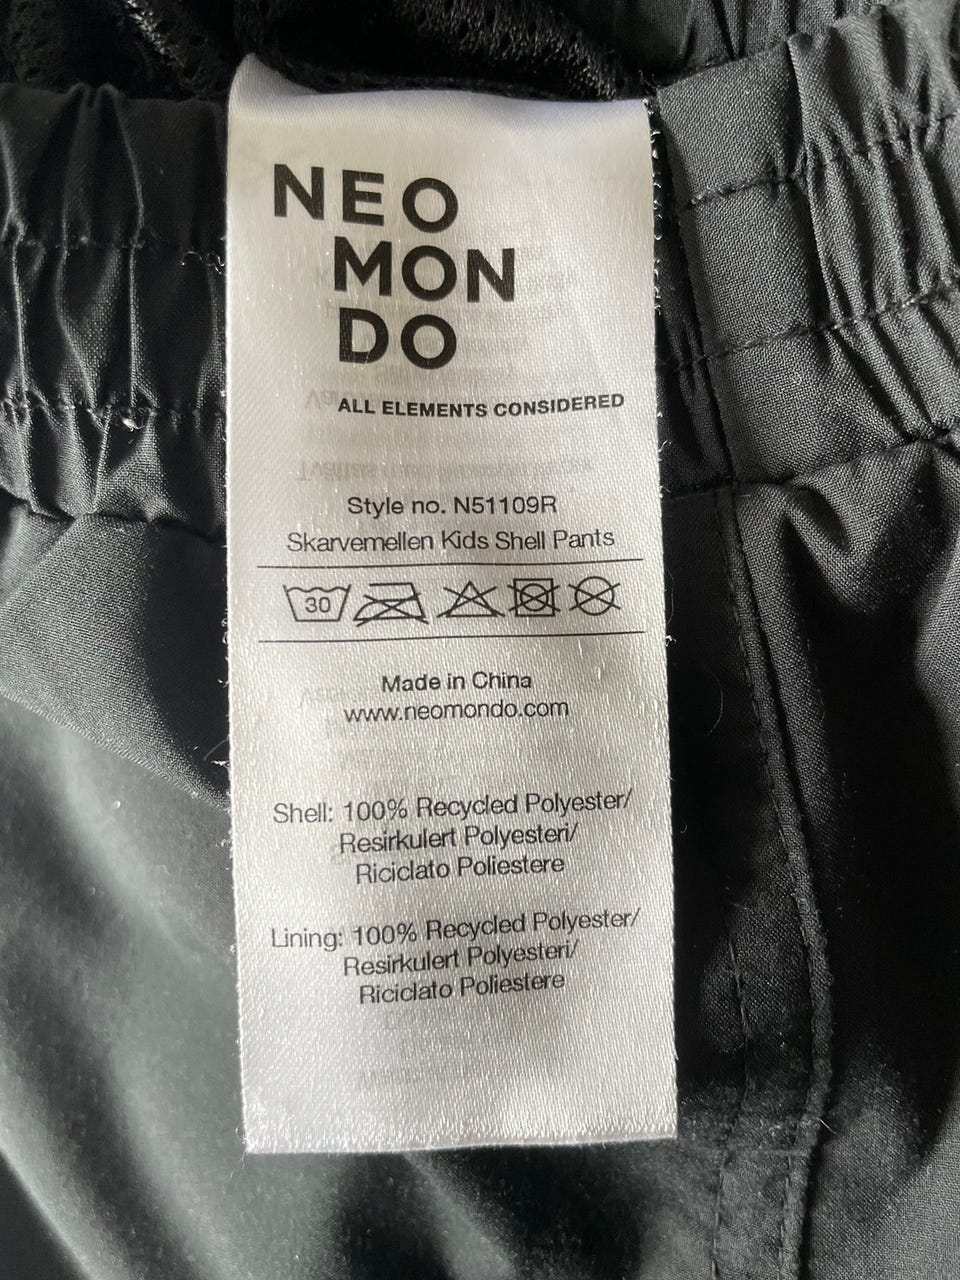 NEO
MON
DO
ALL ELEMENTS CONSIDERED
Style no. N51109R
Skarvemellen Kids Shell Pants
30
Made in China
www.neomondo.com
Shell: 100% Recycled Polyester/
Resirkulert Polyesteri/
Riciclato Poliestere
Lining: 100% Recycled Polyester/
Resirkulert Polyesteri/
Riciclato Poliestere